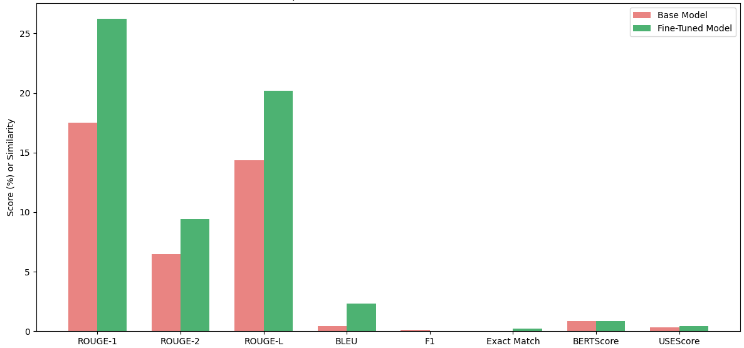 Base Model
Fine-Tuned Model
Score (%) or Similarity
25
20
15
10
5
0
ROUGE-1 ROUGE-2 ROUGE-L BLEU F1 Exact Match BERTScore USEScore